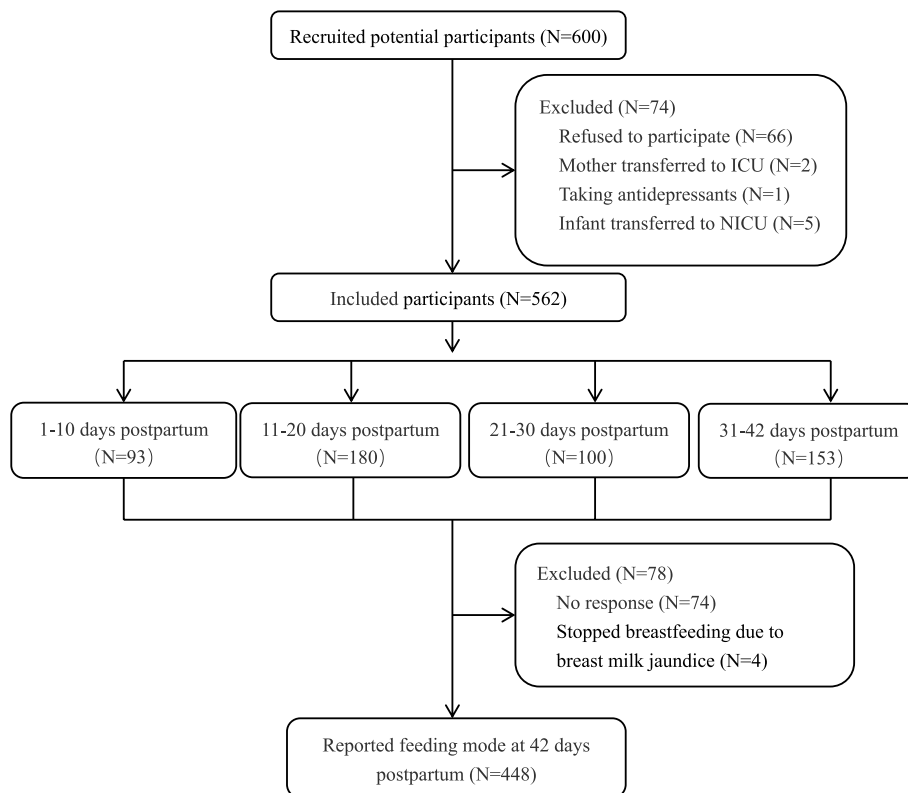 Recruited potential participants (N=600)
Excluded (N=74)
Refused to participate (N=66)
Mother transferred to ICU (N=2)
Taking antidepressants (N=1)
Infant transferred to NICU (N=5)
Included participants (N=562)
1-10 days postpartum
(N=93)
11-20 days postpartum
(N=180)
21-30 days postpartum
(N=100)
31-42 days postpartum
(N=153)
Excluded (N=78)
No response (N=74)
Stopped breastfeeding due to
breast milk jaundice (N=4)
Reported feeding mode at 42 days
postpartum (N=448)